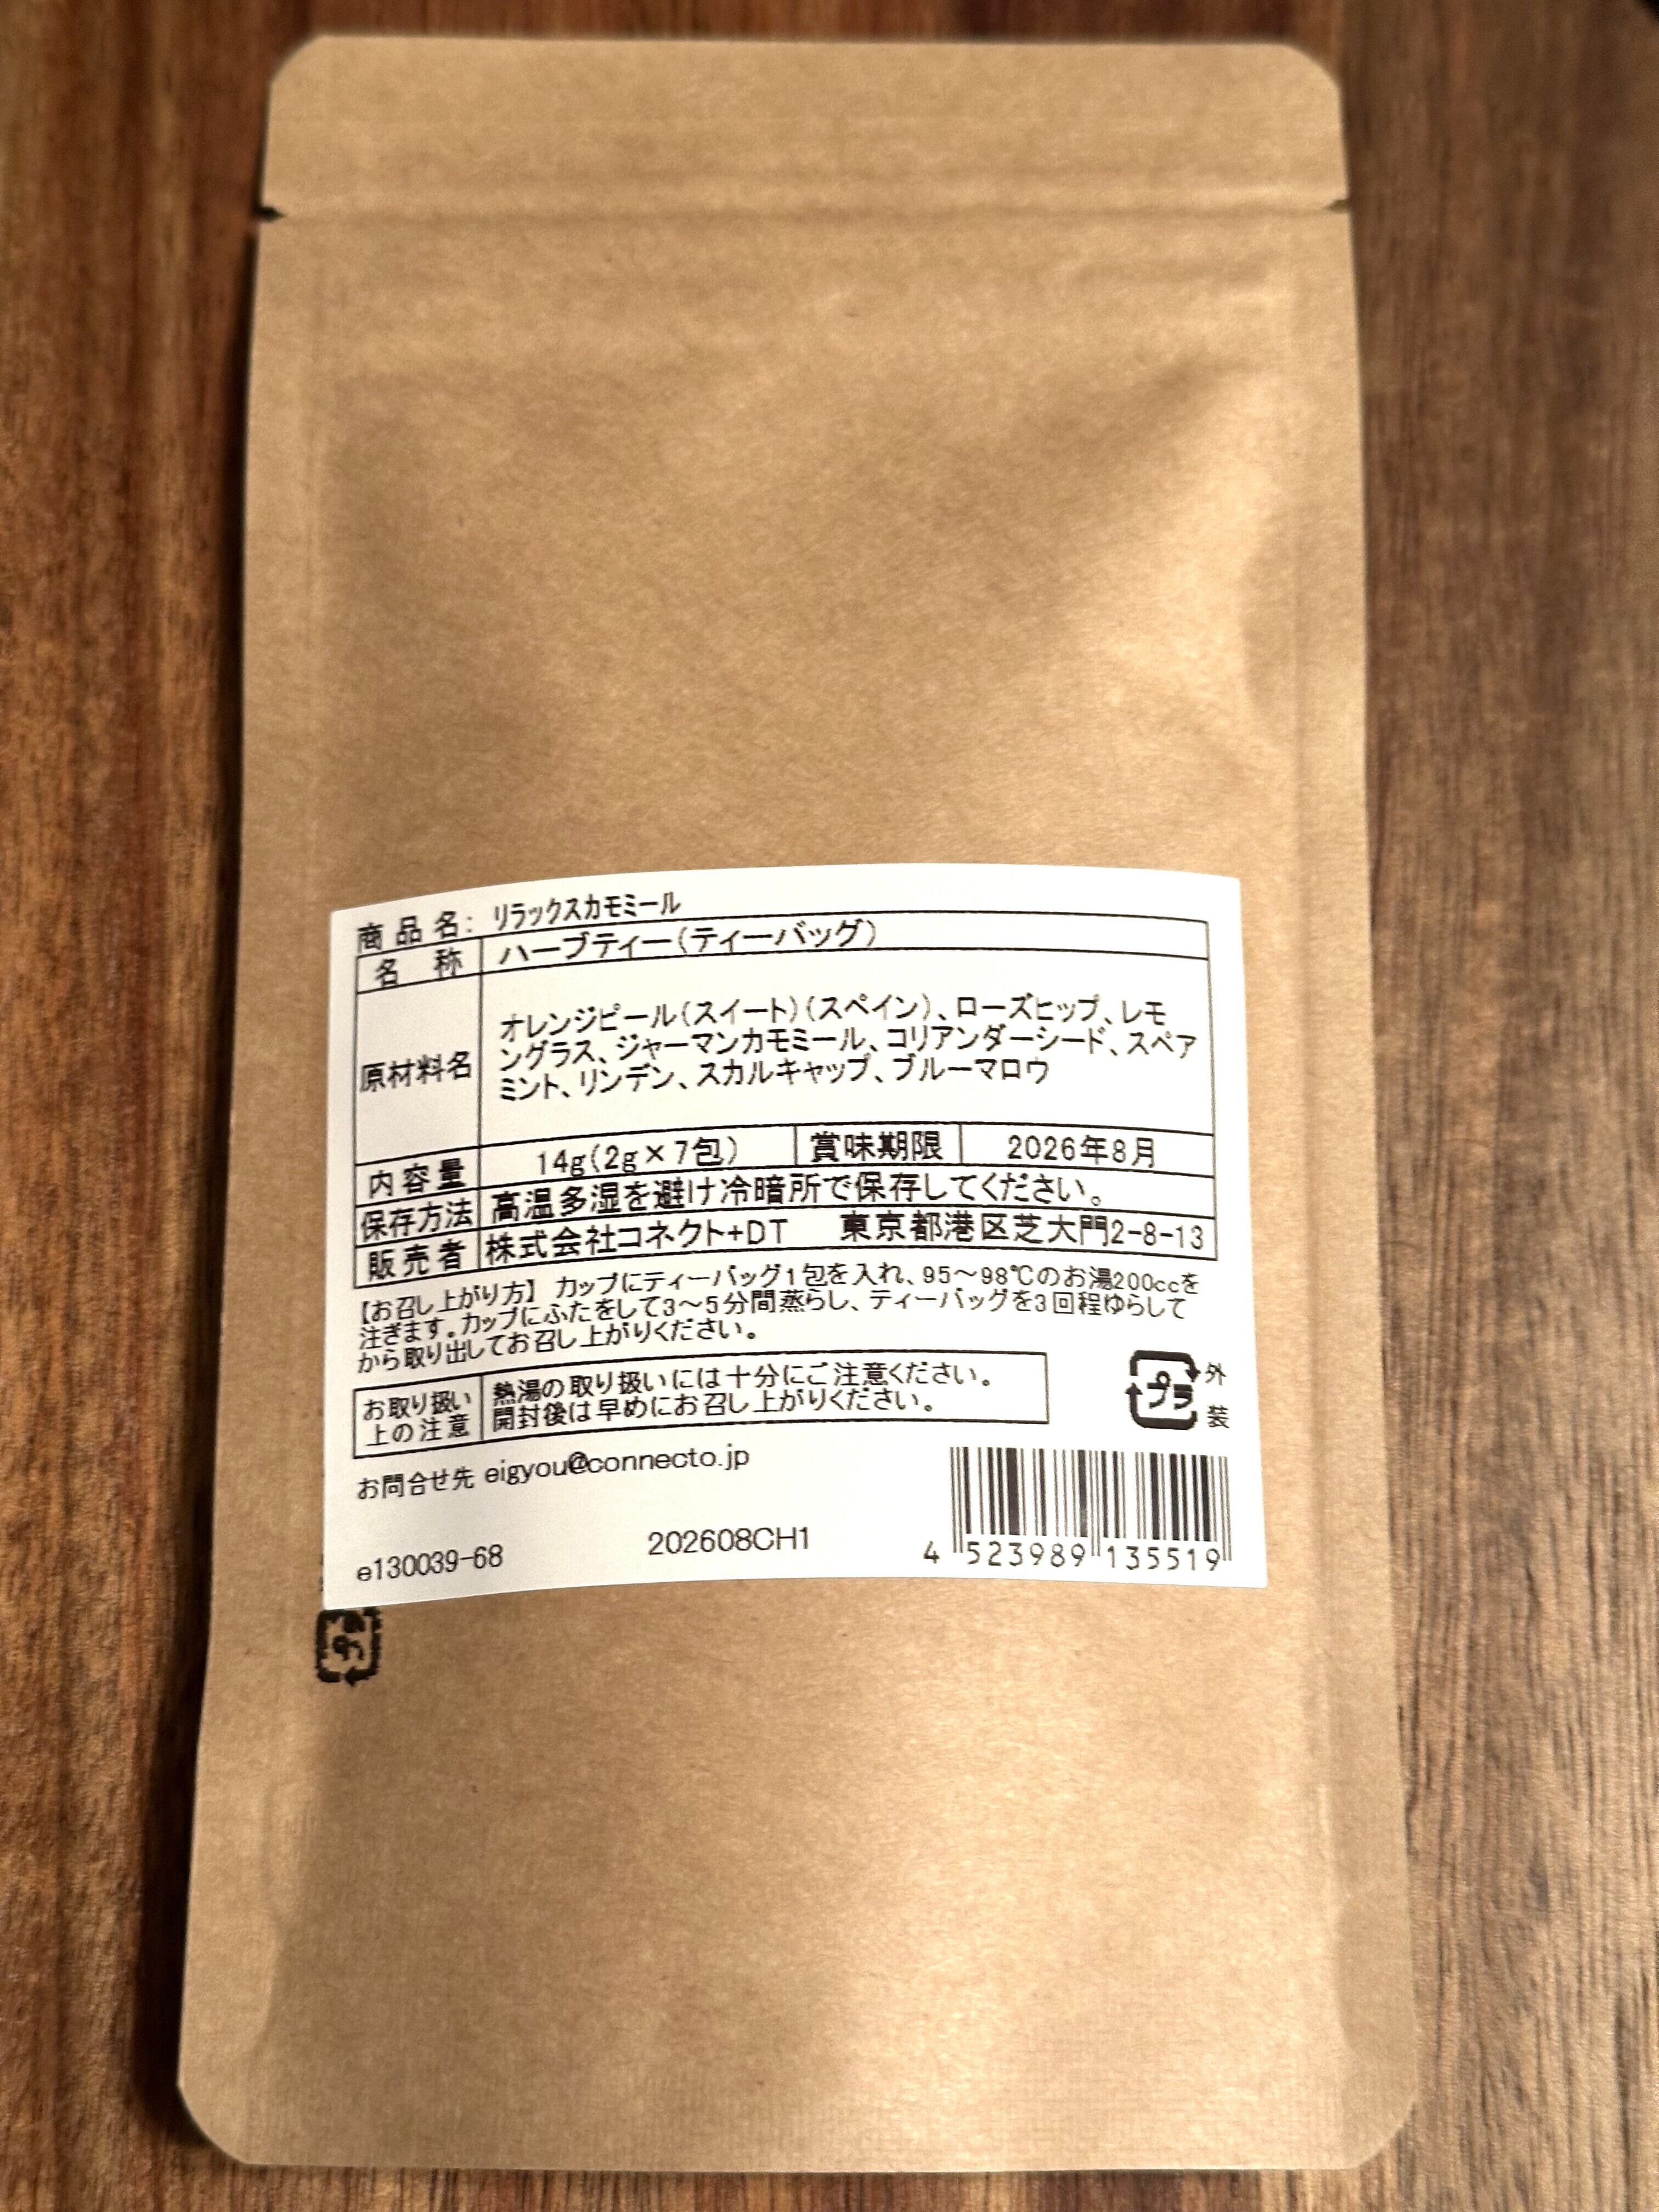 商品名: リラックスカモミール
名 称 ハーブティー(ティーバッグ)
原材料名 オレンジピール(スイート)(スペイン)、ローズヒップ、レモ
ングラス、ジャーマンカモミール、コリアンダーシード、スペア
ミント、リンデン、スカルキャップ、ブルーマロウ
内容量 14g(2g×7包) 賞味期限 2026年8月
保存方法 高温多湿を避け冷暗所で保存してください。
販売者 株式会社コネクト+DT 東京都港区芝大門2-8-13
【お召し上がり方】 カップにティーバッグ1包を入れ、95～98℃のお湯200ccを
注ぎます。カップにふたをして3～5分間蒸らし、ティーバッグを3回程ゆらして
から取り出してお召し上がりください。
お取り扱い
上の注意
熱湯の取り扱いには十分にご注意ください。
開封後は早めにお召し上がりください。
プラ
外
装
お問合せ先 eigyou@connecto.jp
e130039-68
202608CH1
4 523989 135519